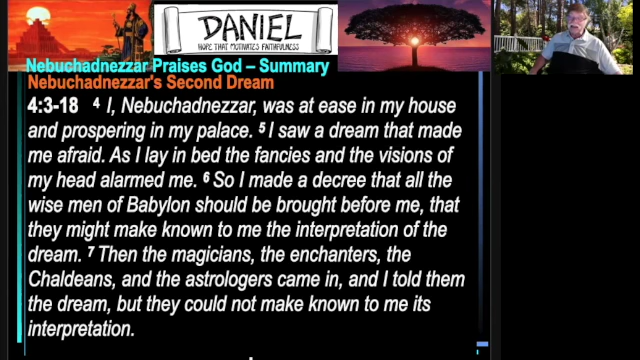 DANIEL
HOPE THAT MOTIVATES FAITHFULNESS
Nebuchadnezzar Praises God – Summary
Nebuchadnezzar's Second Dream
4:3-18 4 I, Nebuchadnezzar, was at ease in my house
and prospering in my palace. 5 I saw a dream that made
me afraid. As I lay in bed the fancies and the visions of
my head alarmed me. 6 So I made a decree that all the
wise men of Babylon should be brought before me, that
they might make known to me the interpretation of the
dream. 7 Then the magicians, the enchanters, the
Chaldeans, and the astrologers came in, and I told them
the dream, but they could not make known to me its
interpretation.